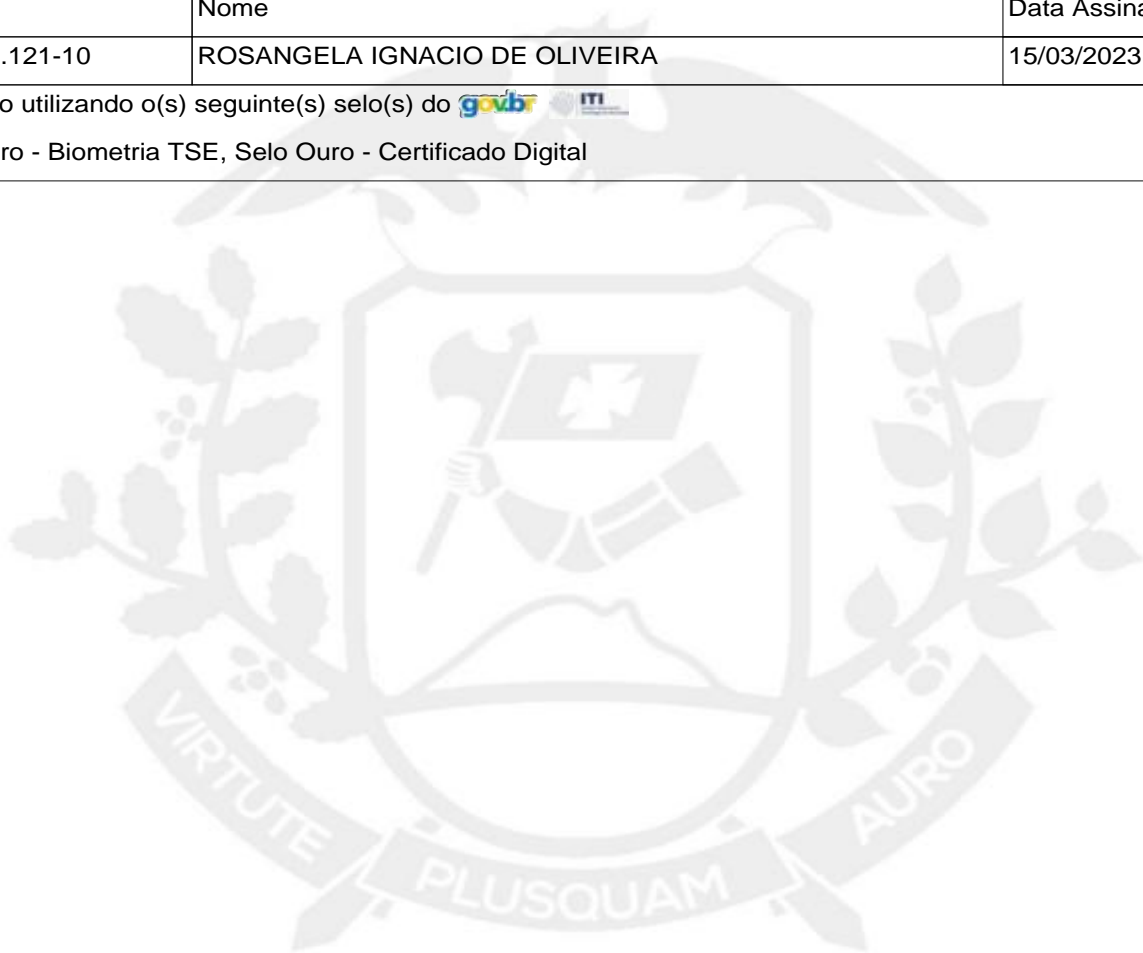 Nome Data Assina
.121-10 ROSANGELA IGNACIO DE OLIVEIRA 15/03/2023
o utilizando o(s) seguinte(s) selo(s) do gov.br ITI
ro - Biometria TSE, Selo Ouro - Certificado Digital
VIRTUTE PLUSQUAM AURO